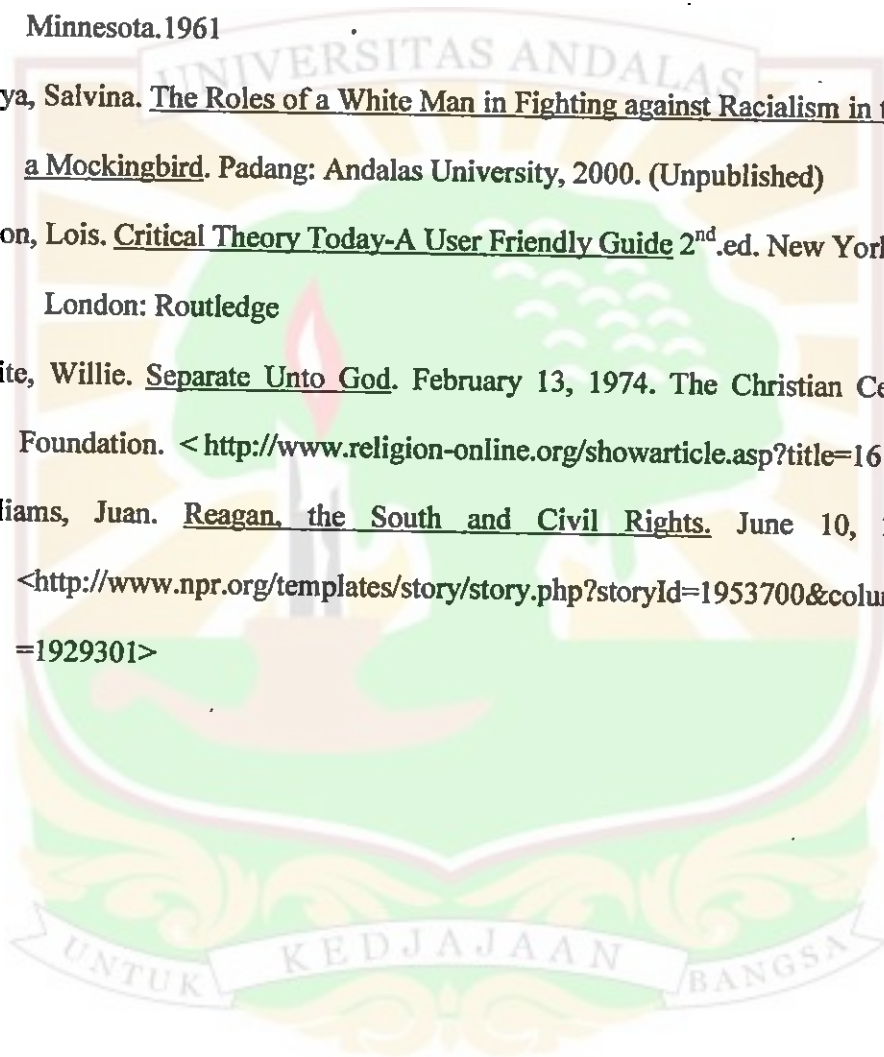 Minnesota.1961
UNIVERSITAS ANDALAS
ya, Salvina. The Roles of a White Man in Fighting against Racialism in t
a Mockingbird. Padang: Andalas University, 2000. (Unpublished)
on, Lois. Critical Theory Today-A User Friendly Guide 2nd.ed. New York
London: Routledge
ite, Willie. Separate Unto God. February 13, 1974. The Christian Ce
Foundation. < http://www.religion-online.org/showarticle.asp?title=16
liams, Juan. Reagan, the South and Civil Rights. June 10,
<http://www.npr.org/templates/story/story.php?storyId=1953700&colu
=1929301>
UNTUK KEDJAJAAN BANGSA